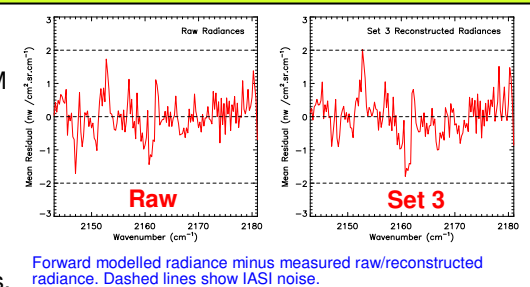 M
s.
Raw Radiances
Mean Residual (nw /cm².sr.cm⁻¹)
3
2
1
0
−1
−2
−3
2150 2160 2170 2180
Wavenumber (cm⁻¹)
Raw
Set 3 Reconstructed Radiances
Mean Residual (nw /cm².sr.cm⁻¹)
3
2
1
0
−1
−2
−3
2150 2160 2170 2180
Wavenumber (cm⁻¹)
Set 3
Forward modelled radiance minus measured raw/reconstructed
radiance. Dashed lines show IASI noise.